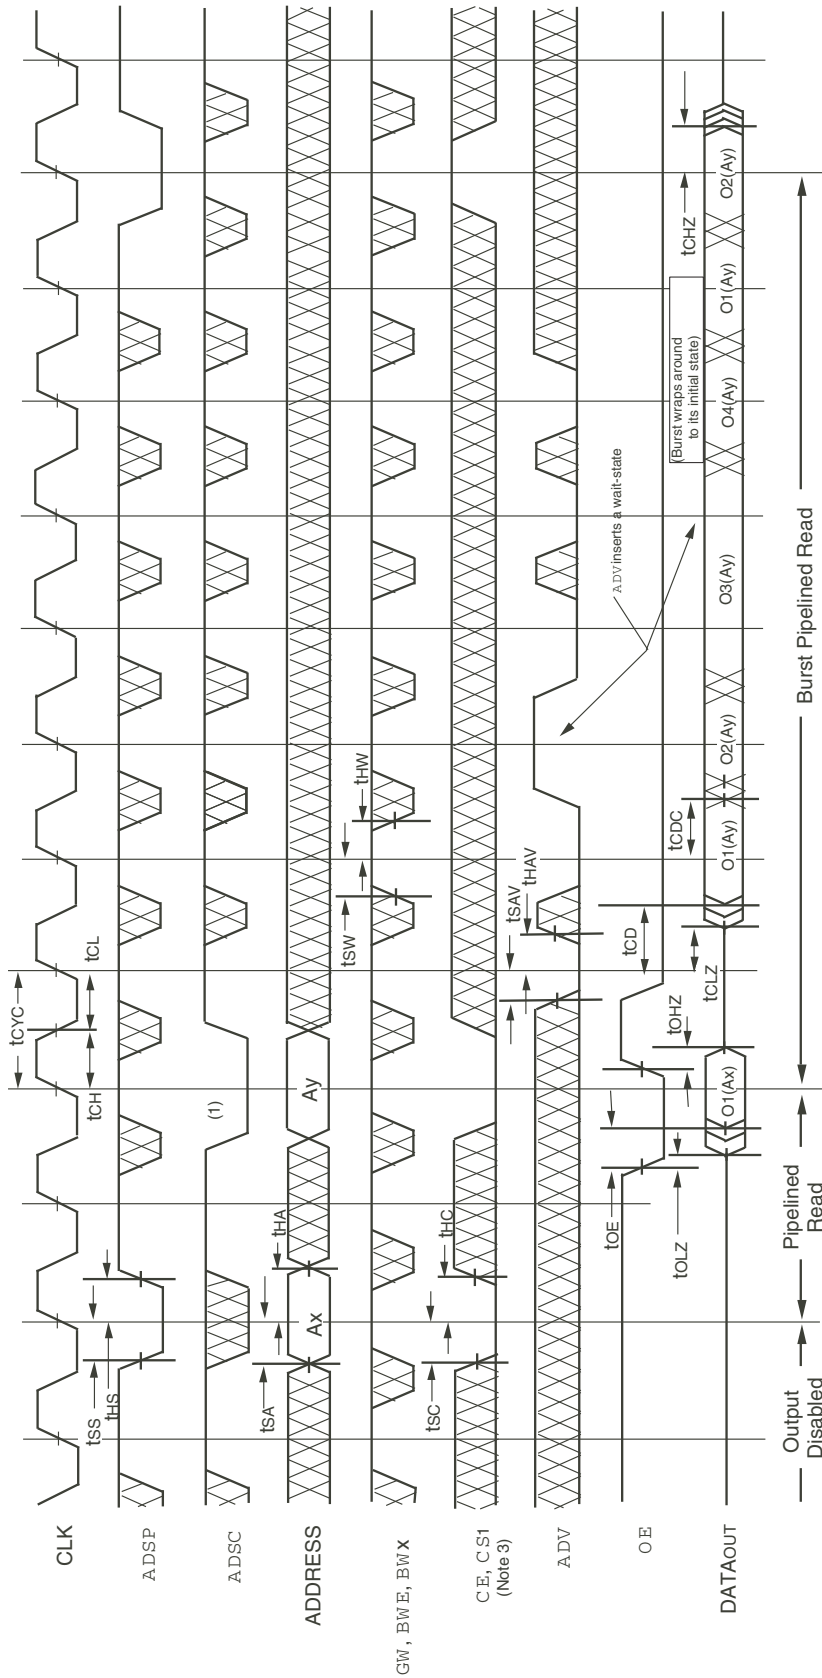 CLK
tCYC
tCH
tCL
ADSP
tSS
tHS
ADSC
(1)
ADDRESS
tSA
tHA
Ax
Ay
GW, BWE, BWx
tSW
tHW
CE, CS1
(Note 3)
tSC
tHC
ADV
tSAV
tHAV
ADV inserts a wait-state
OE
tOE
tOHZ
tCD
tOLZ
tCLZ
tCDC
(Burst wraps around
to its initial state)
tCHZ
DATAOUT
O1(Ax)
O1(Ay)
O2(Ay)
O3(Ay)
O4(Ay)
O1(Ay)
O2(Ay)
Output
Disabled
Pipelined
Read
Burst Pipelined Read